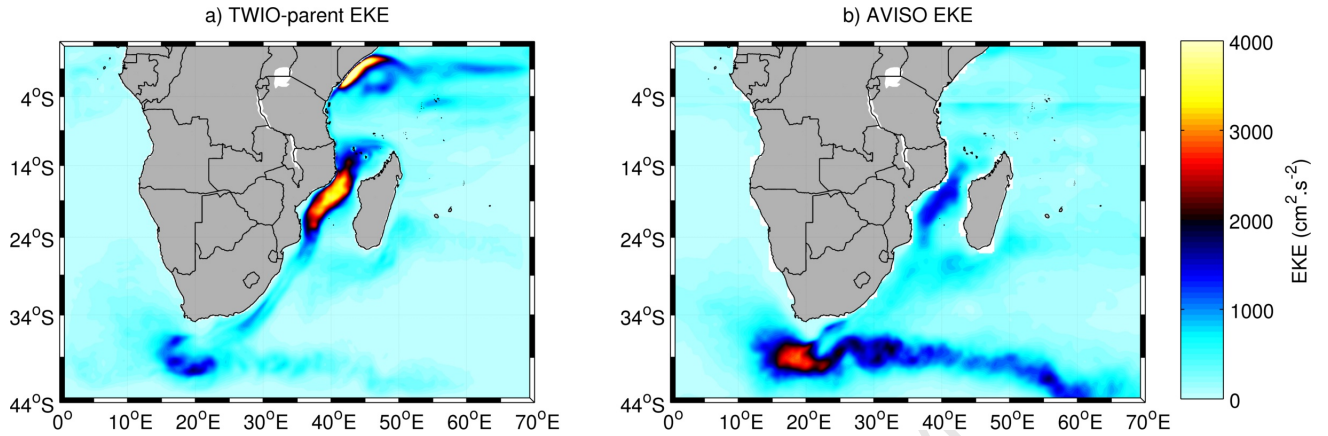 a) TWIO-parent EKE
b) AVISO EKE
4°S
14°S
24°S
34°S
44°S
0°
10°E
20°E
30°E
40°E
50°E
60°E
70°E
4°S
14°S
24°S
34°S
44°S
0°
10°E
20°E
30°E
40°E
50°E
60°E
70°E
4000
3000
2000
1000
0
EKE (cm².s⁻²)